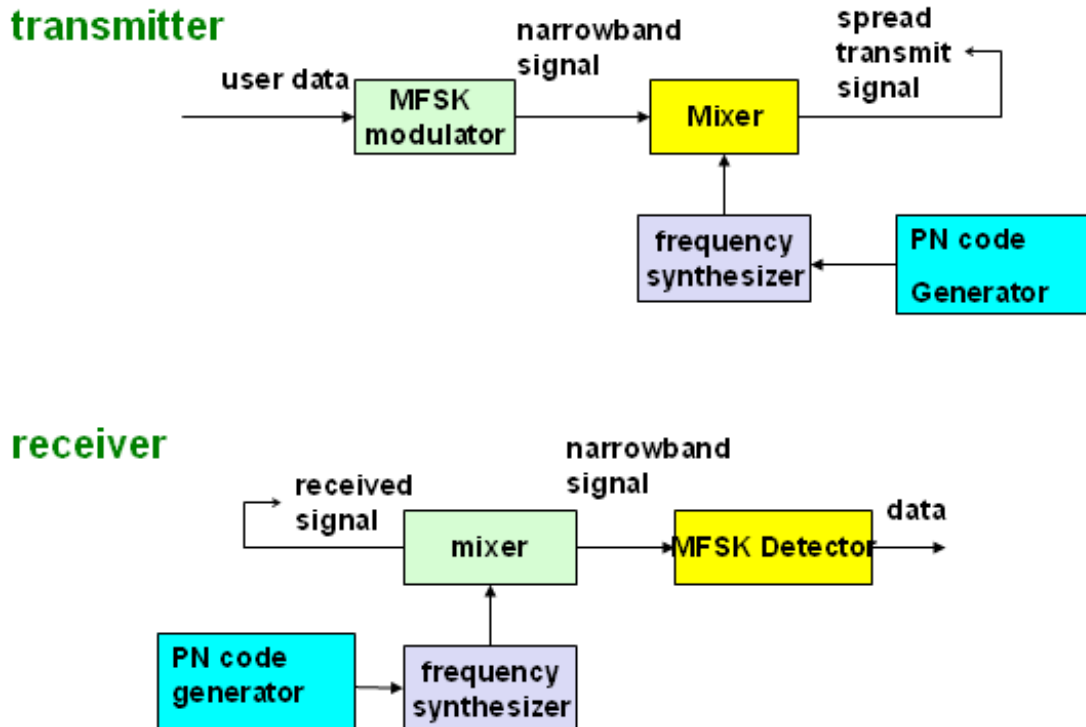 transmitter
user data
MFSK
modulator
narrowband
signal
Mixer
spread
transmit
signal
frequency
synthesizer
PN code
Generator
receiver
received
signal
mixer
narrowband
signal
MFSK Detector
data
PN code
generator
frequency
synthesizer